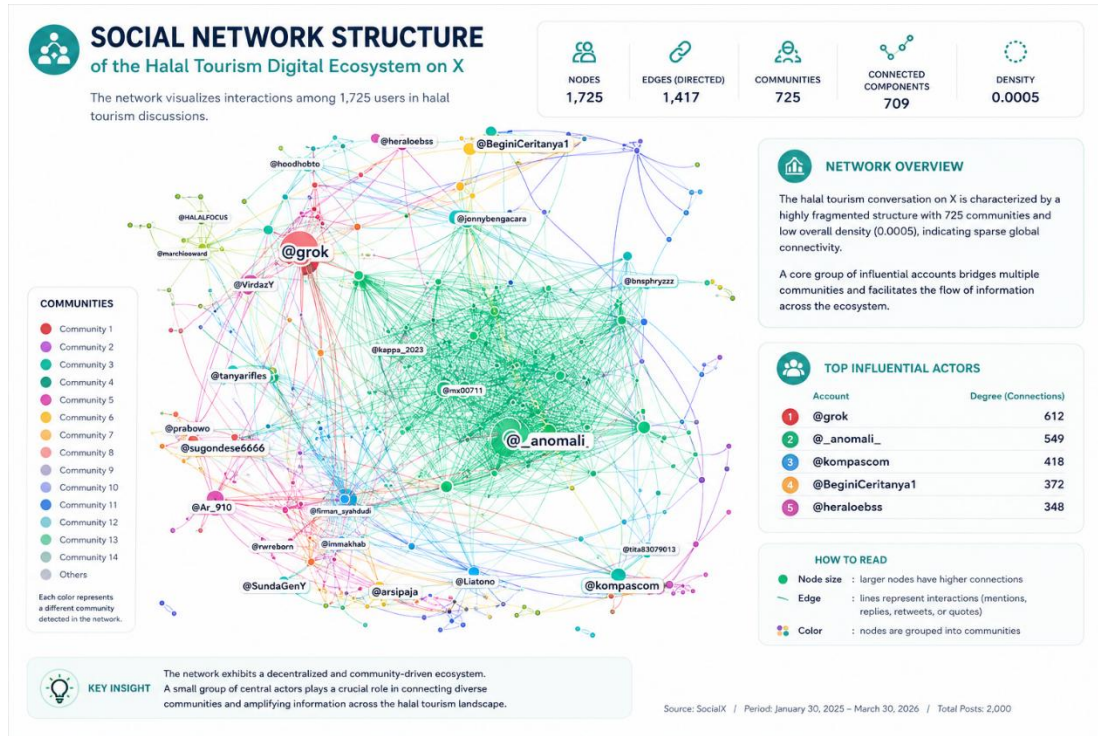 SOCIAL NETWORK STRUCTURE
of the Halal Tourism Digital Ecosystem on X
The network visualizes interactions among 1,725 users in halal
tourism discussions.
NODES
1,725
EDGES (DIRECTED)
1,417
COMMUNITIES
725
CONNECTED
COMPONENTS
709
DENSITY
0.0005
@heraloebss
@BeginiCeritanya1
@hoodhobto
@HALALFOCUS
@jonnybengacara
@marchioward
@grok
@VirdazY
@bnsphryzzz
@kappa_2023
@tanyarifles
@mx00711
@prabowo
@sugondese6666
@_anomali_
@Ar_910
@firman_syahdudi
@rwreborn
@immakhab
@tita83079013
@SundaGenY
@arsipaja
@Liatono
@kompascom
COMMUNITIES
Community 1
Community 2
Community 3
Community 4
Community 5
Community 6
Community 7
Community 8
Community 9
Community 10
Community 11
Community 12
Community 13
Community 14
Others
Each color represents
a different community
detected in the network.
NETWORK OVERVIEW
The halal tourism conversation on X is characterized by a
highly fragmented structure with 725 communities and
low overall density (0.0005), indicating sparse global
connectivity.
A core group of influential accounts bridges multiple
communities and facilitates the flow of information
across the ecosystem.
TOP INFLUENTIAL ACTORS
Account Degree (Connections)
1 @grok 612
2 @_anomali_ 549
3 @kompascom 418
4 @BeginiCeritanya1 372
5 @heraloebss 348
HOW TO READ
Node size : larger nodes have higher connections
Edge : lines represent interactions (mentions,
replies, retweets, or quotes)
Color : nodes are grouped into communities
KEY INSIGHT
The network exhibits a decentralized and community-driven ecosystem.
A small group of central actors plays a crucial role in connecting diverse
communities and amplifying information across the halal tourism landscape.
Source: SocialX / Period: January 30, 2025 – March 30, 2026 / Total Posts: 2,000